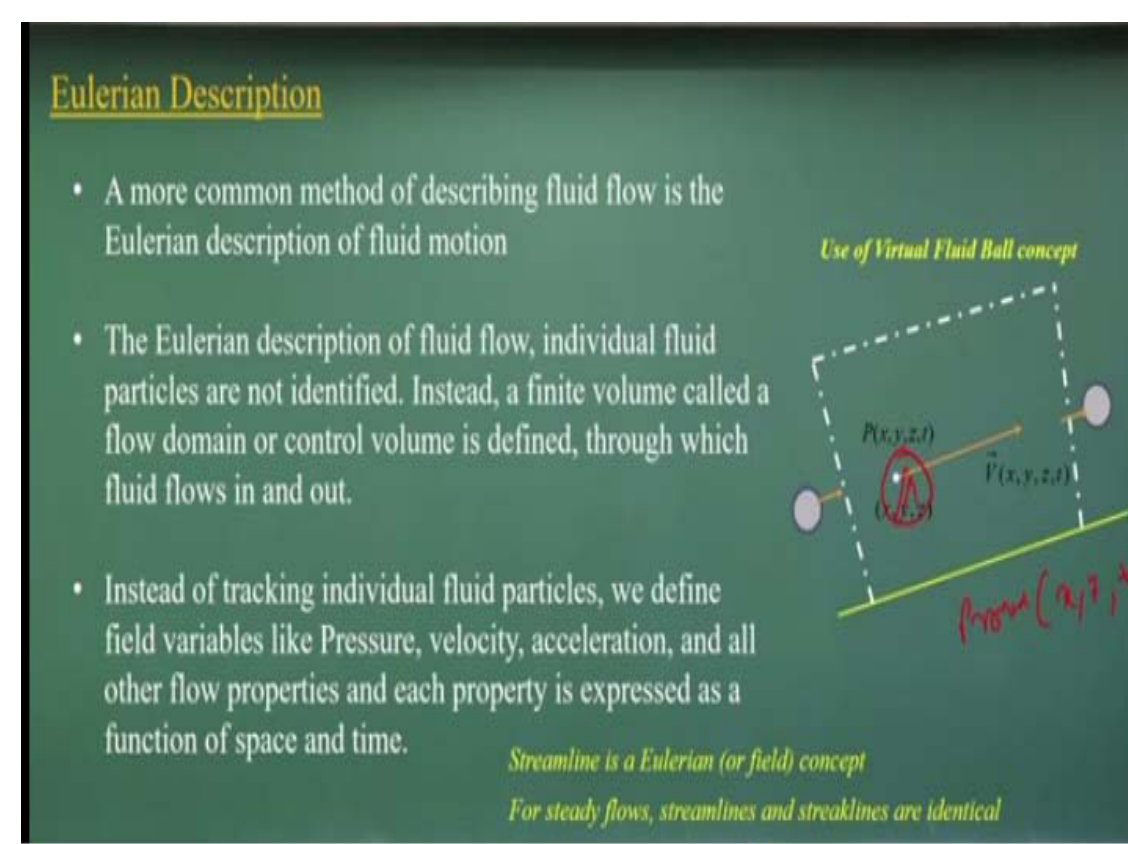 Eulerian Description
• A more common method of describing fluid flow is the
Eulerian description of fluid motion
• The Eulerian description of fluid flow, individual fluid
particles are not identified. Instead, a finite volume called a
flow domain or control volume is defined, through which
fluid flows in and out.
• Instead of tracking individual fluid particles, we define
field variables like Pressure, velocity, acceleration, and all
other flow properties and each property is expressed as a
function of space and time.
Use of Virtual Fluid Ball concept
P(x,y,z,t)
V⃗(x, y, z,t)
(x,y,z)
Streamline is a Eulerian (or field) concept
For steady flows, streamlines and streaklines are identical